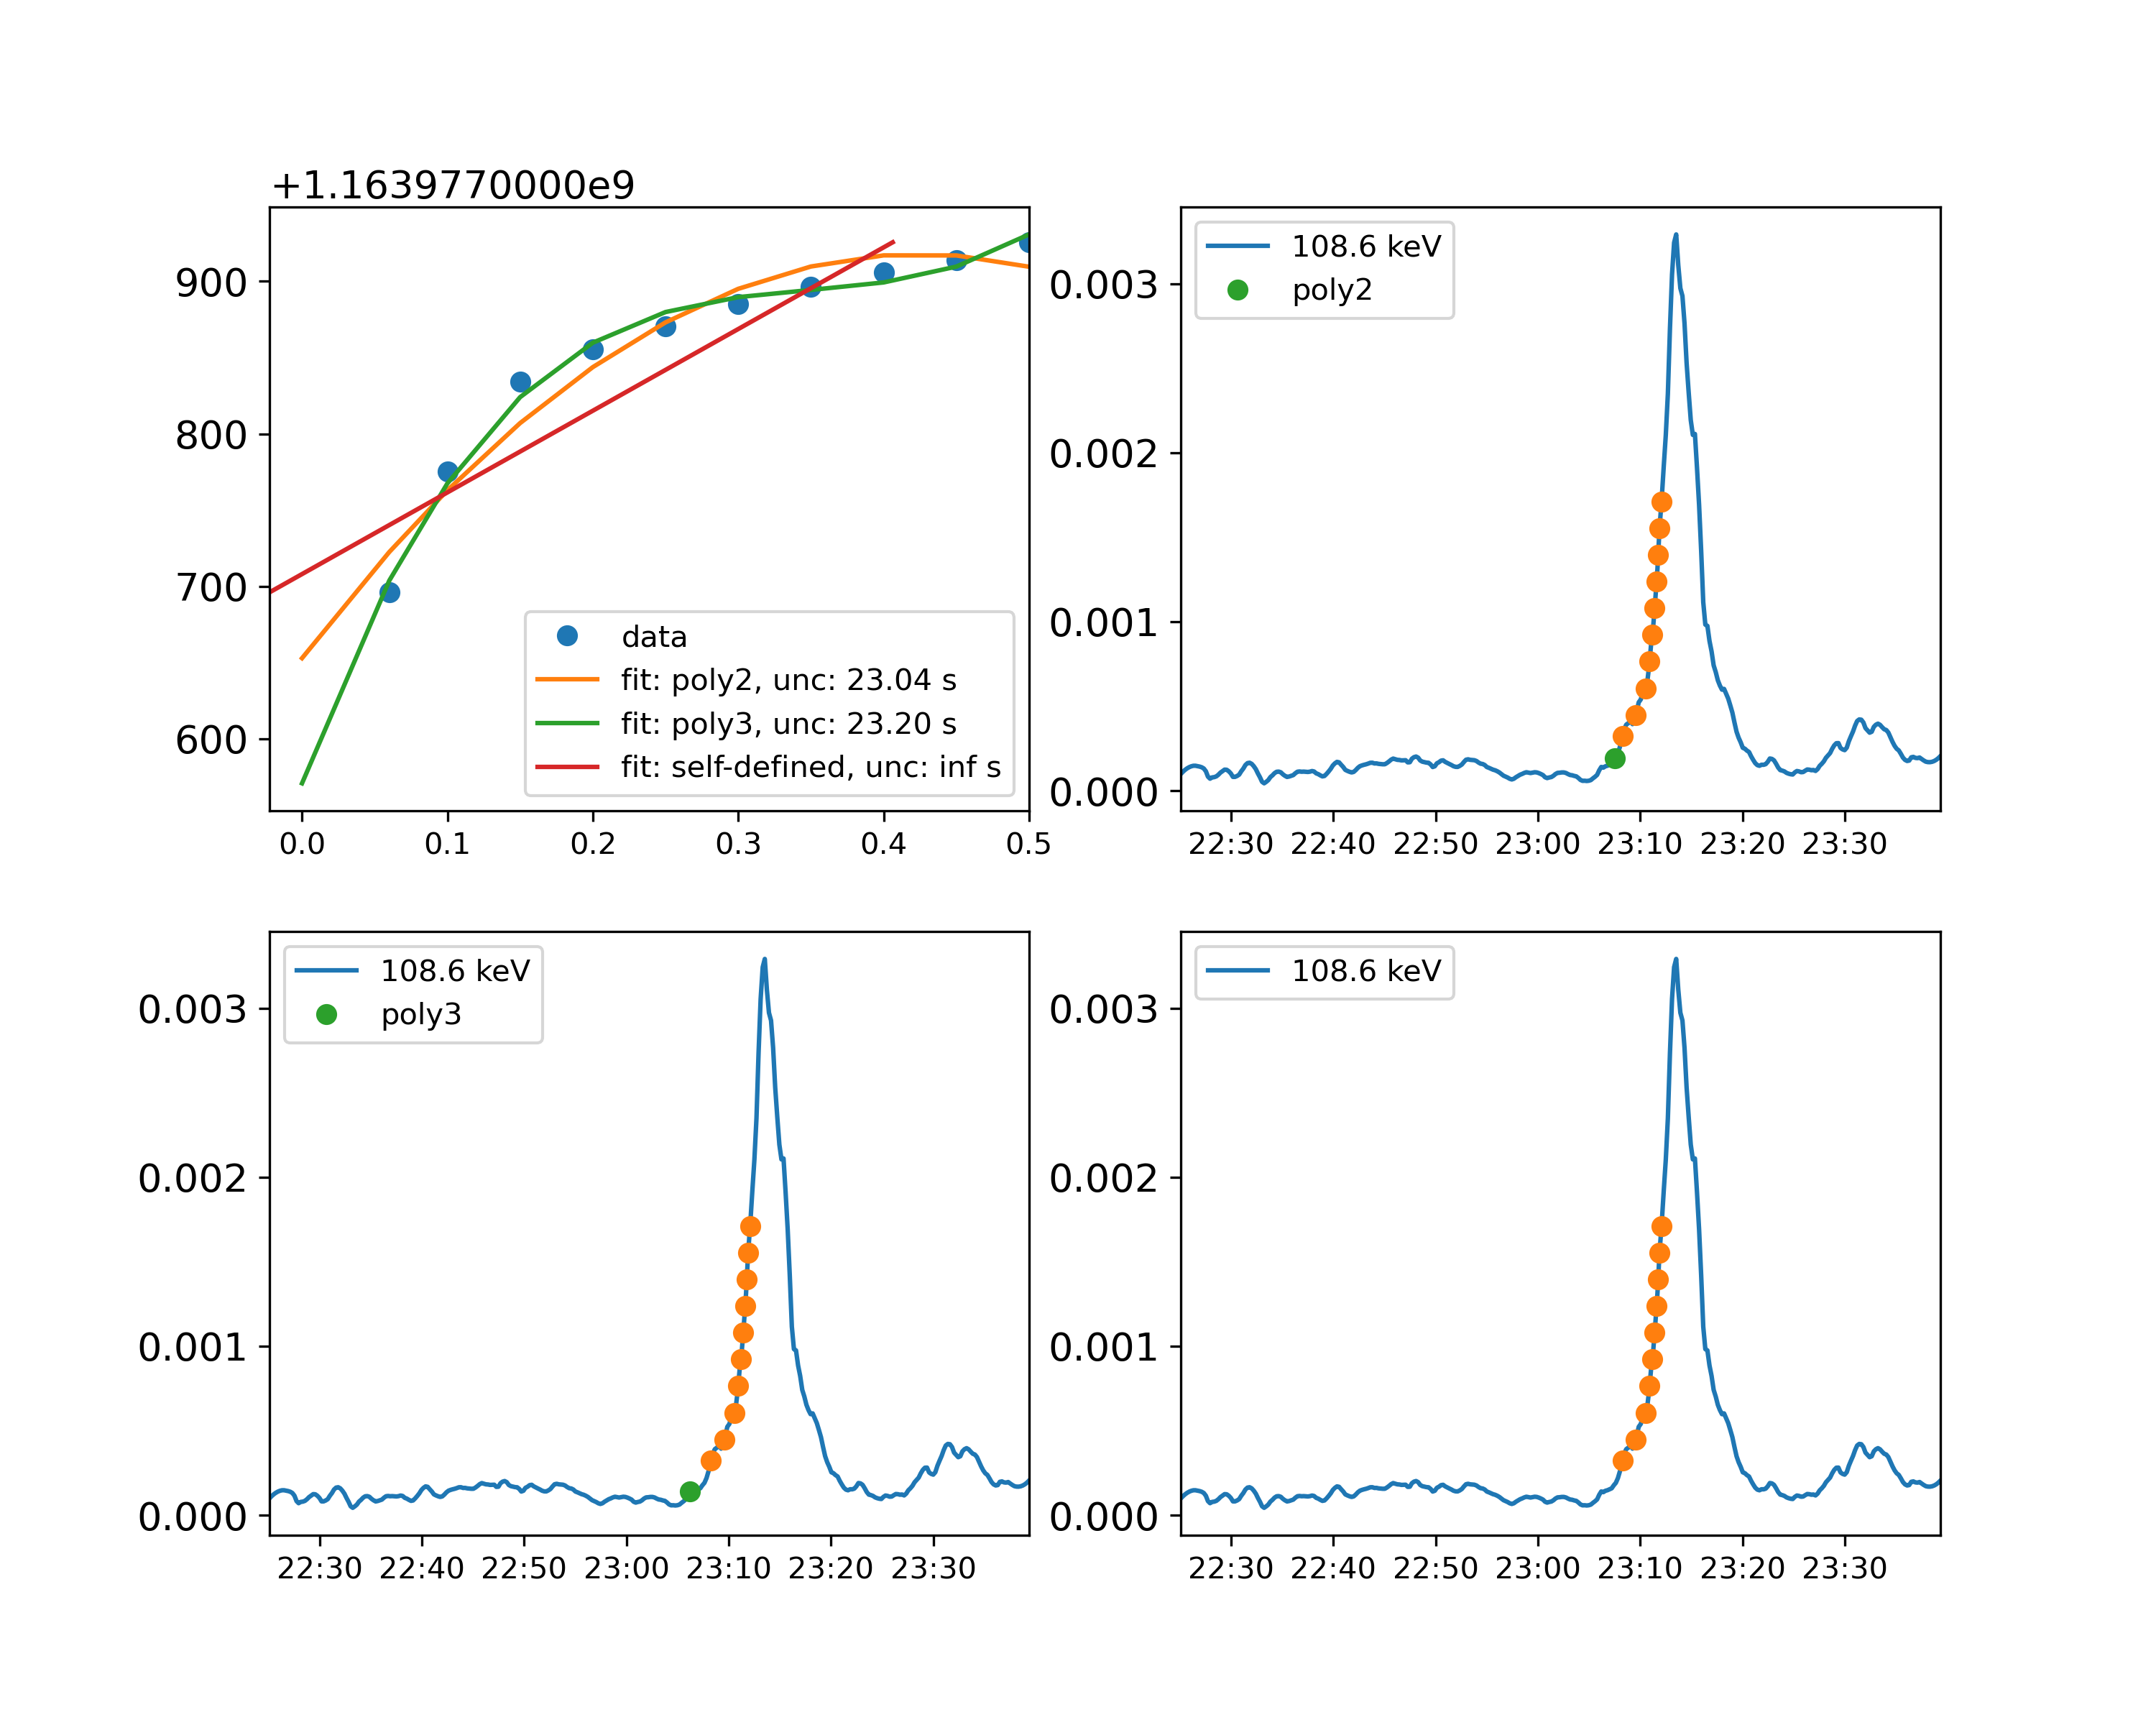 +1.1639770000e9
900
800
700
600
0.0 0.1 0.2 0.3 0.4 0.5
data
fit: poly2, unc: 23.04 s
fit: poly3, unc: 23.20 s
fit: self-defined, unc: inf s
0.003
0.002
0.001
0.000
22:30 22:40 22:50 23:00 23:10 23:20 23:30
108.6 keV
poly2
0.003
0.002
0.001
0.000
22:30 22:40 22:50 23:00 23:10 23:20 23:30
108.6 keV
poly3
0.003
0.002
0.001
0.000
22:30 22:40 22:50 23:00 23:10 23:20 23:30
108.6 keV